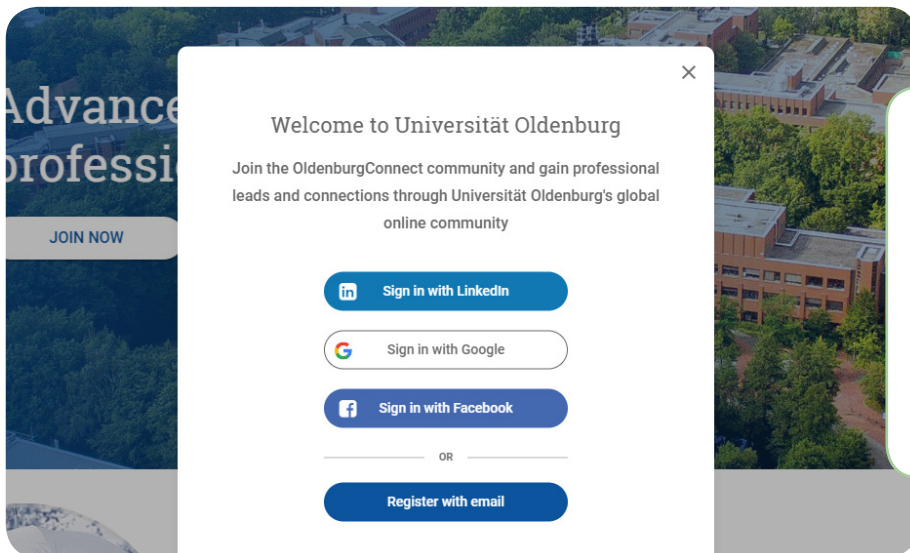 Advance
professi
JOIN NOW
Welcome to Universität Oldenburg
Join the OldenburgConnect community and gain professional
leads and connections through Universität Oldenburg's global
online community
in Sign in with LinkedIn
G Sign in with Google
f Sign in with Facebook
OR
Register with email